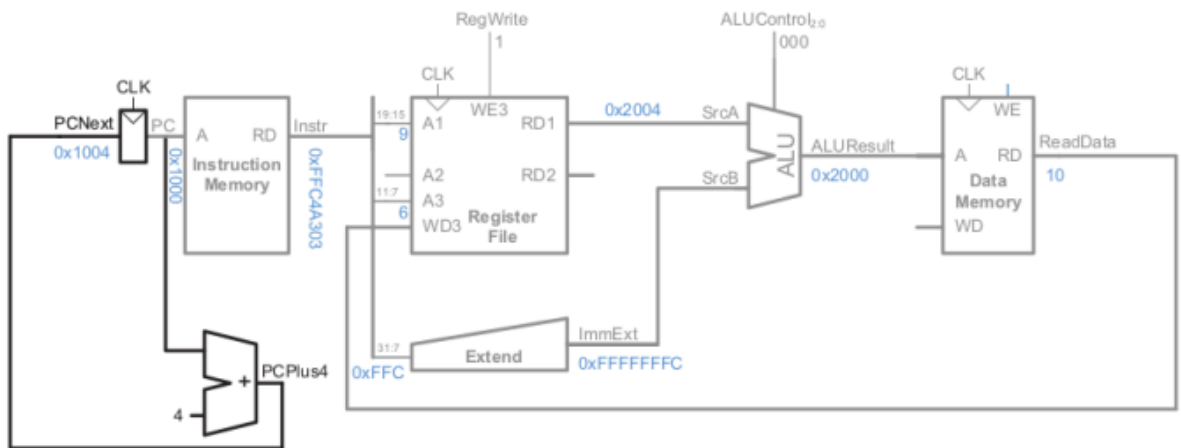 RegWrite
1
ALUControl2:0
000
CLK
PCNext
0x1004
PC
0x1000
A
RD
Instruction
Memory
Instr
0xFFC4A303
CLK
WE3
19:15
9
A1
RD1
A2
RD2
11:7
6
A3
WD3
Register
File
0x2004
SrcA
SrcB
ALU
ALUResult
0x2000
CLK
WE
A
RD
Data
Memory
WD
ReadData
10
31:7
0xFFC
Extend
ImmExt
0xFFFFFFFC
4
+
PCPlus4